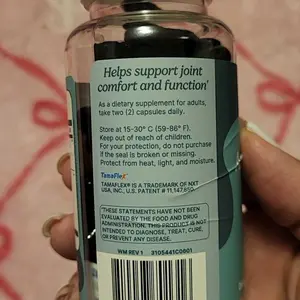 Helps support joint
comfort and function*
As a dietary supplement for adults,
take two (2) capsules daily.
Store at 15-30° C (59-86° F).
Keep out of reach of children.
For your protection, do not purchase
if the seal is broken or missing.
Protect from heat, light, and moisture.
TamaFlex
TAMAFLEX® IS A TRADEMARK OF NXT
USA, INC., U.S. PATENT # 11,147,850
*THESE STATEMENTS HAVE NOT BEEN
EVALUATED BY THE FOOD AND DRUG
ADMINISTRATION. THIS PRODUCT IS NOT
INTENDED TO DIAGNOSE, TREAT, CURE,
OR PREVENT ANY DISEASE.
WM REV 1 3105441C0801